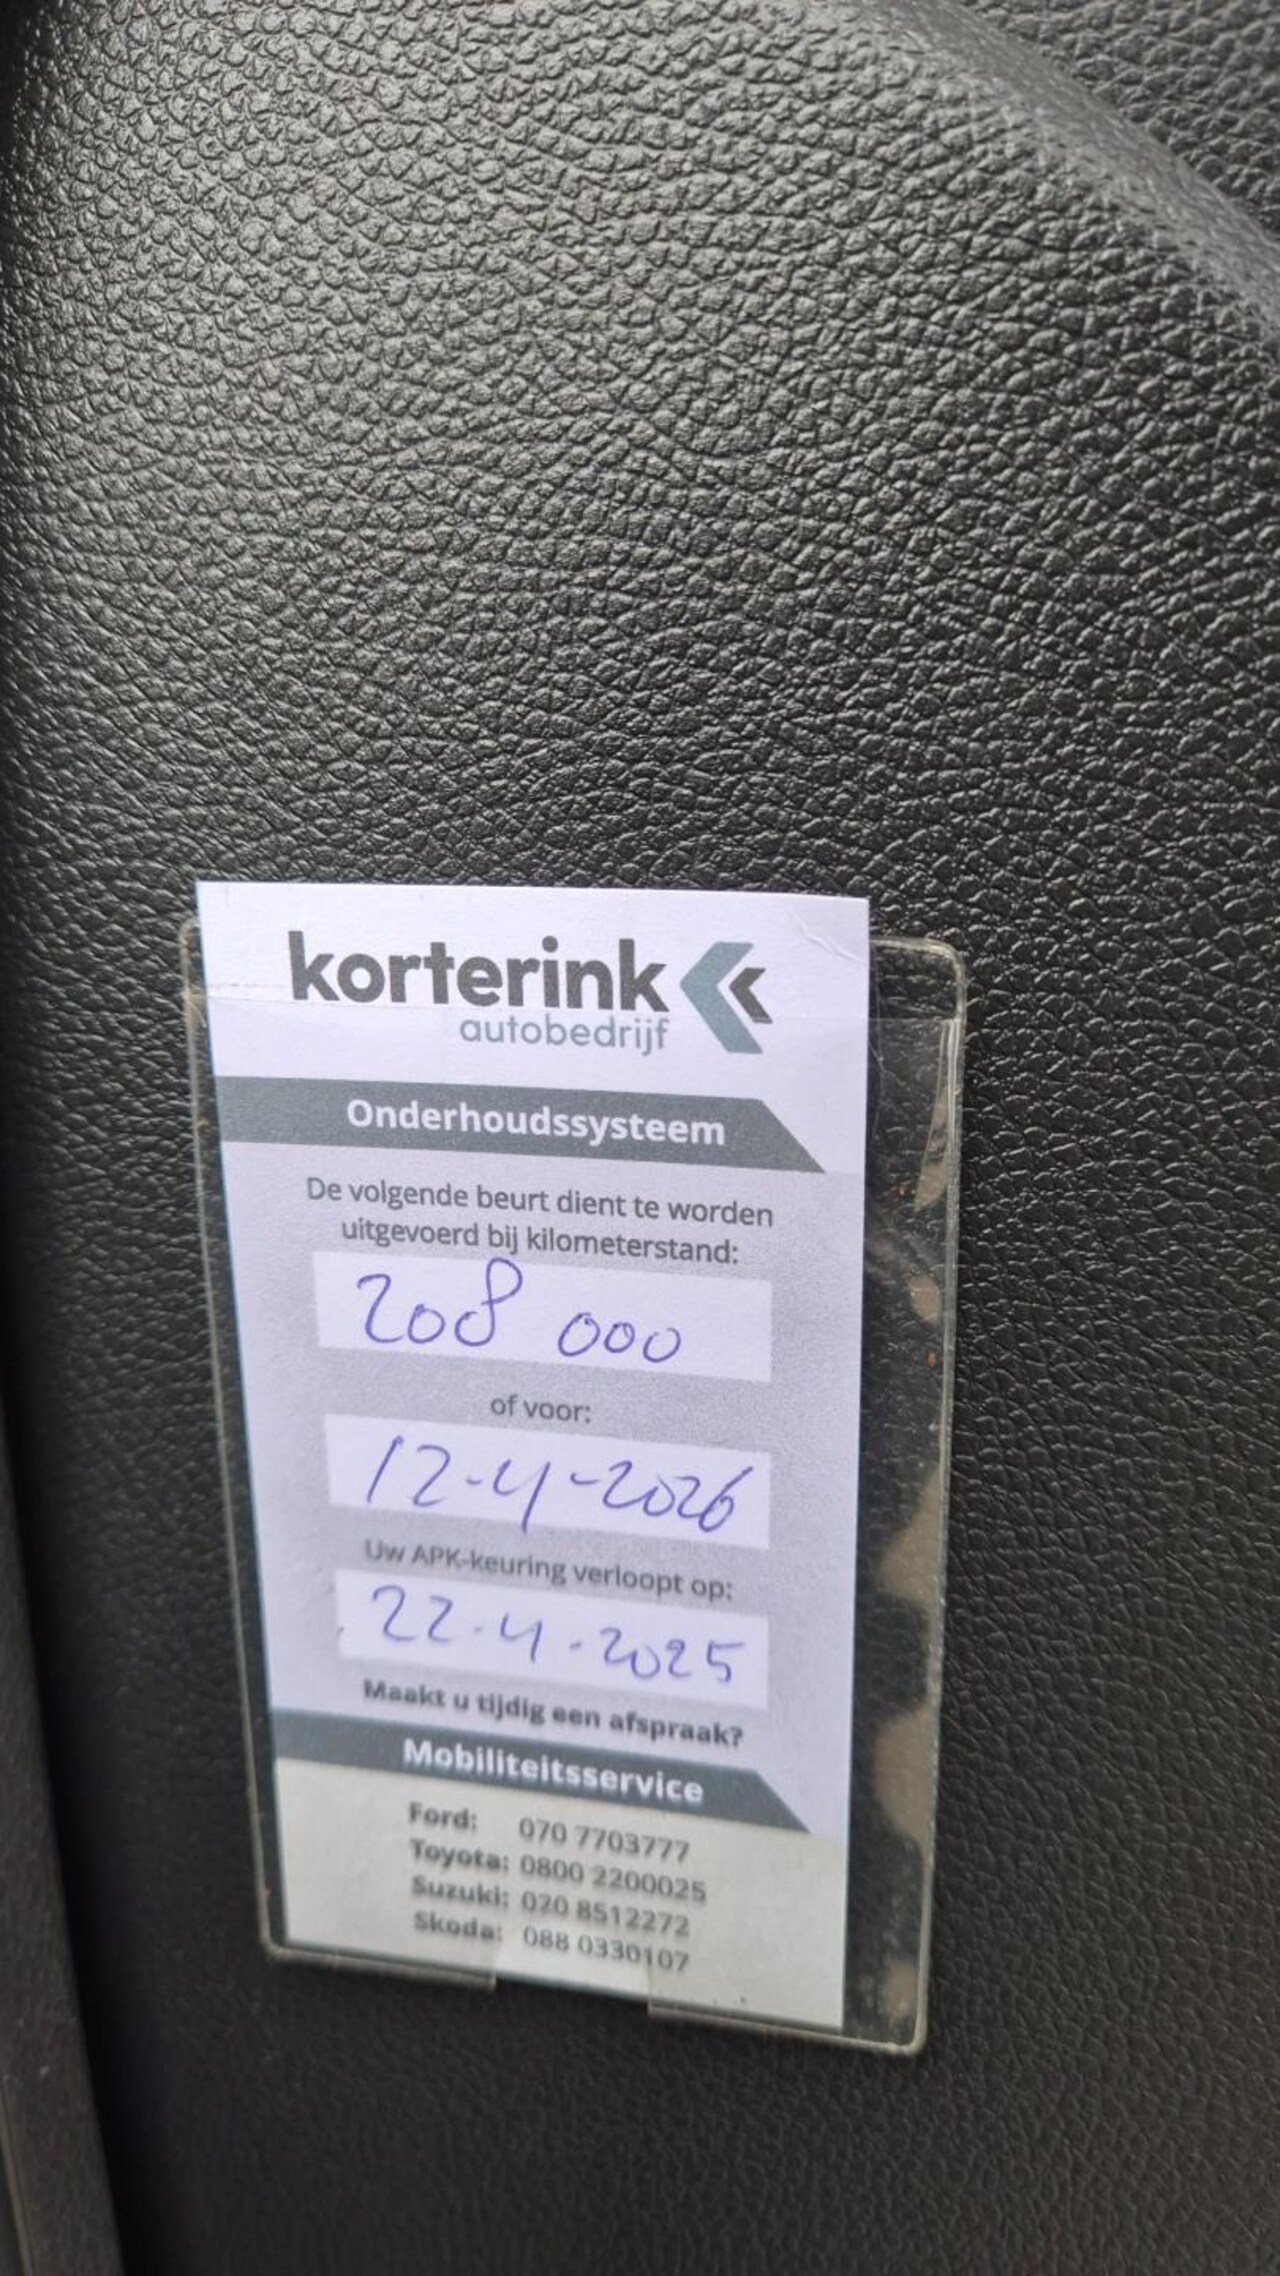 korterink
autobedrijf
Onderhoudssysteem
De volgende beurt dient te worden
uitgevoerd bij kilometerstand:
208 000
of voor:
12-4-2026
Uw APK-keuring verloopt op:
22.4.2025
Maakt u tijdig een afspraak?
Mobiliteitsservice
Ford: 070 7703777
Toyota: 0800 2200025
Suzuki: 020 8512272
Skoda: 088 0330107